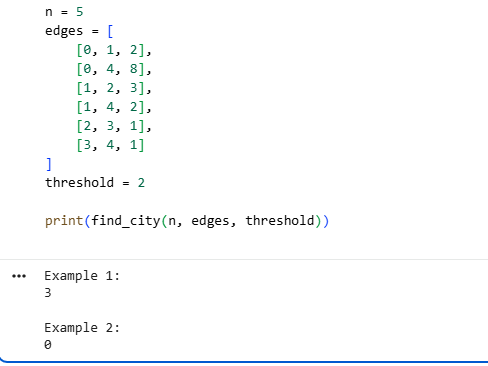 n = 5
edges = [
    [0, 1, 2],
    [0, 4, 8],
    [1, 2, 3],
    [1, 4, 2],
    [2, 3, 1],
    [3, 4, 1]
]
threshold = 2

print(find_city(n, edges, threshold))

Example 1:
3

Example 2:
0